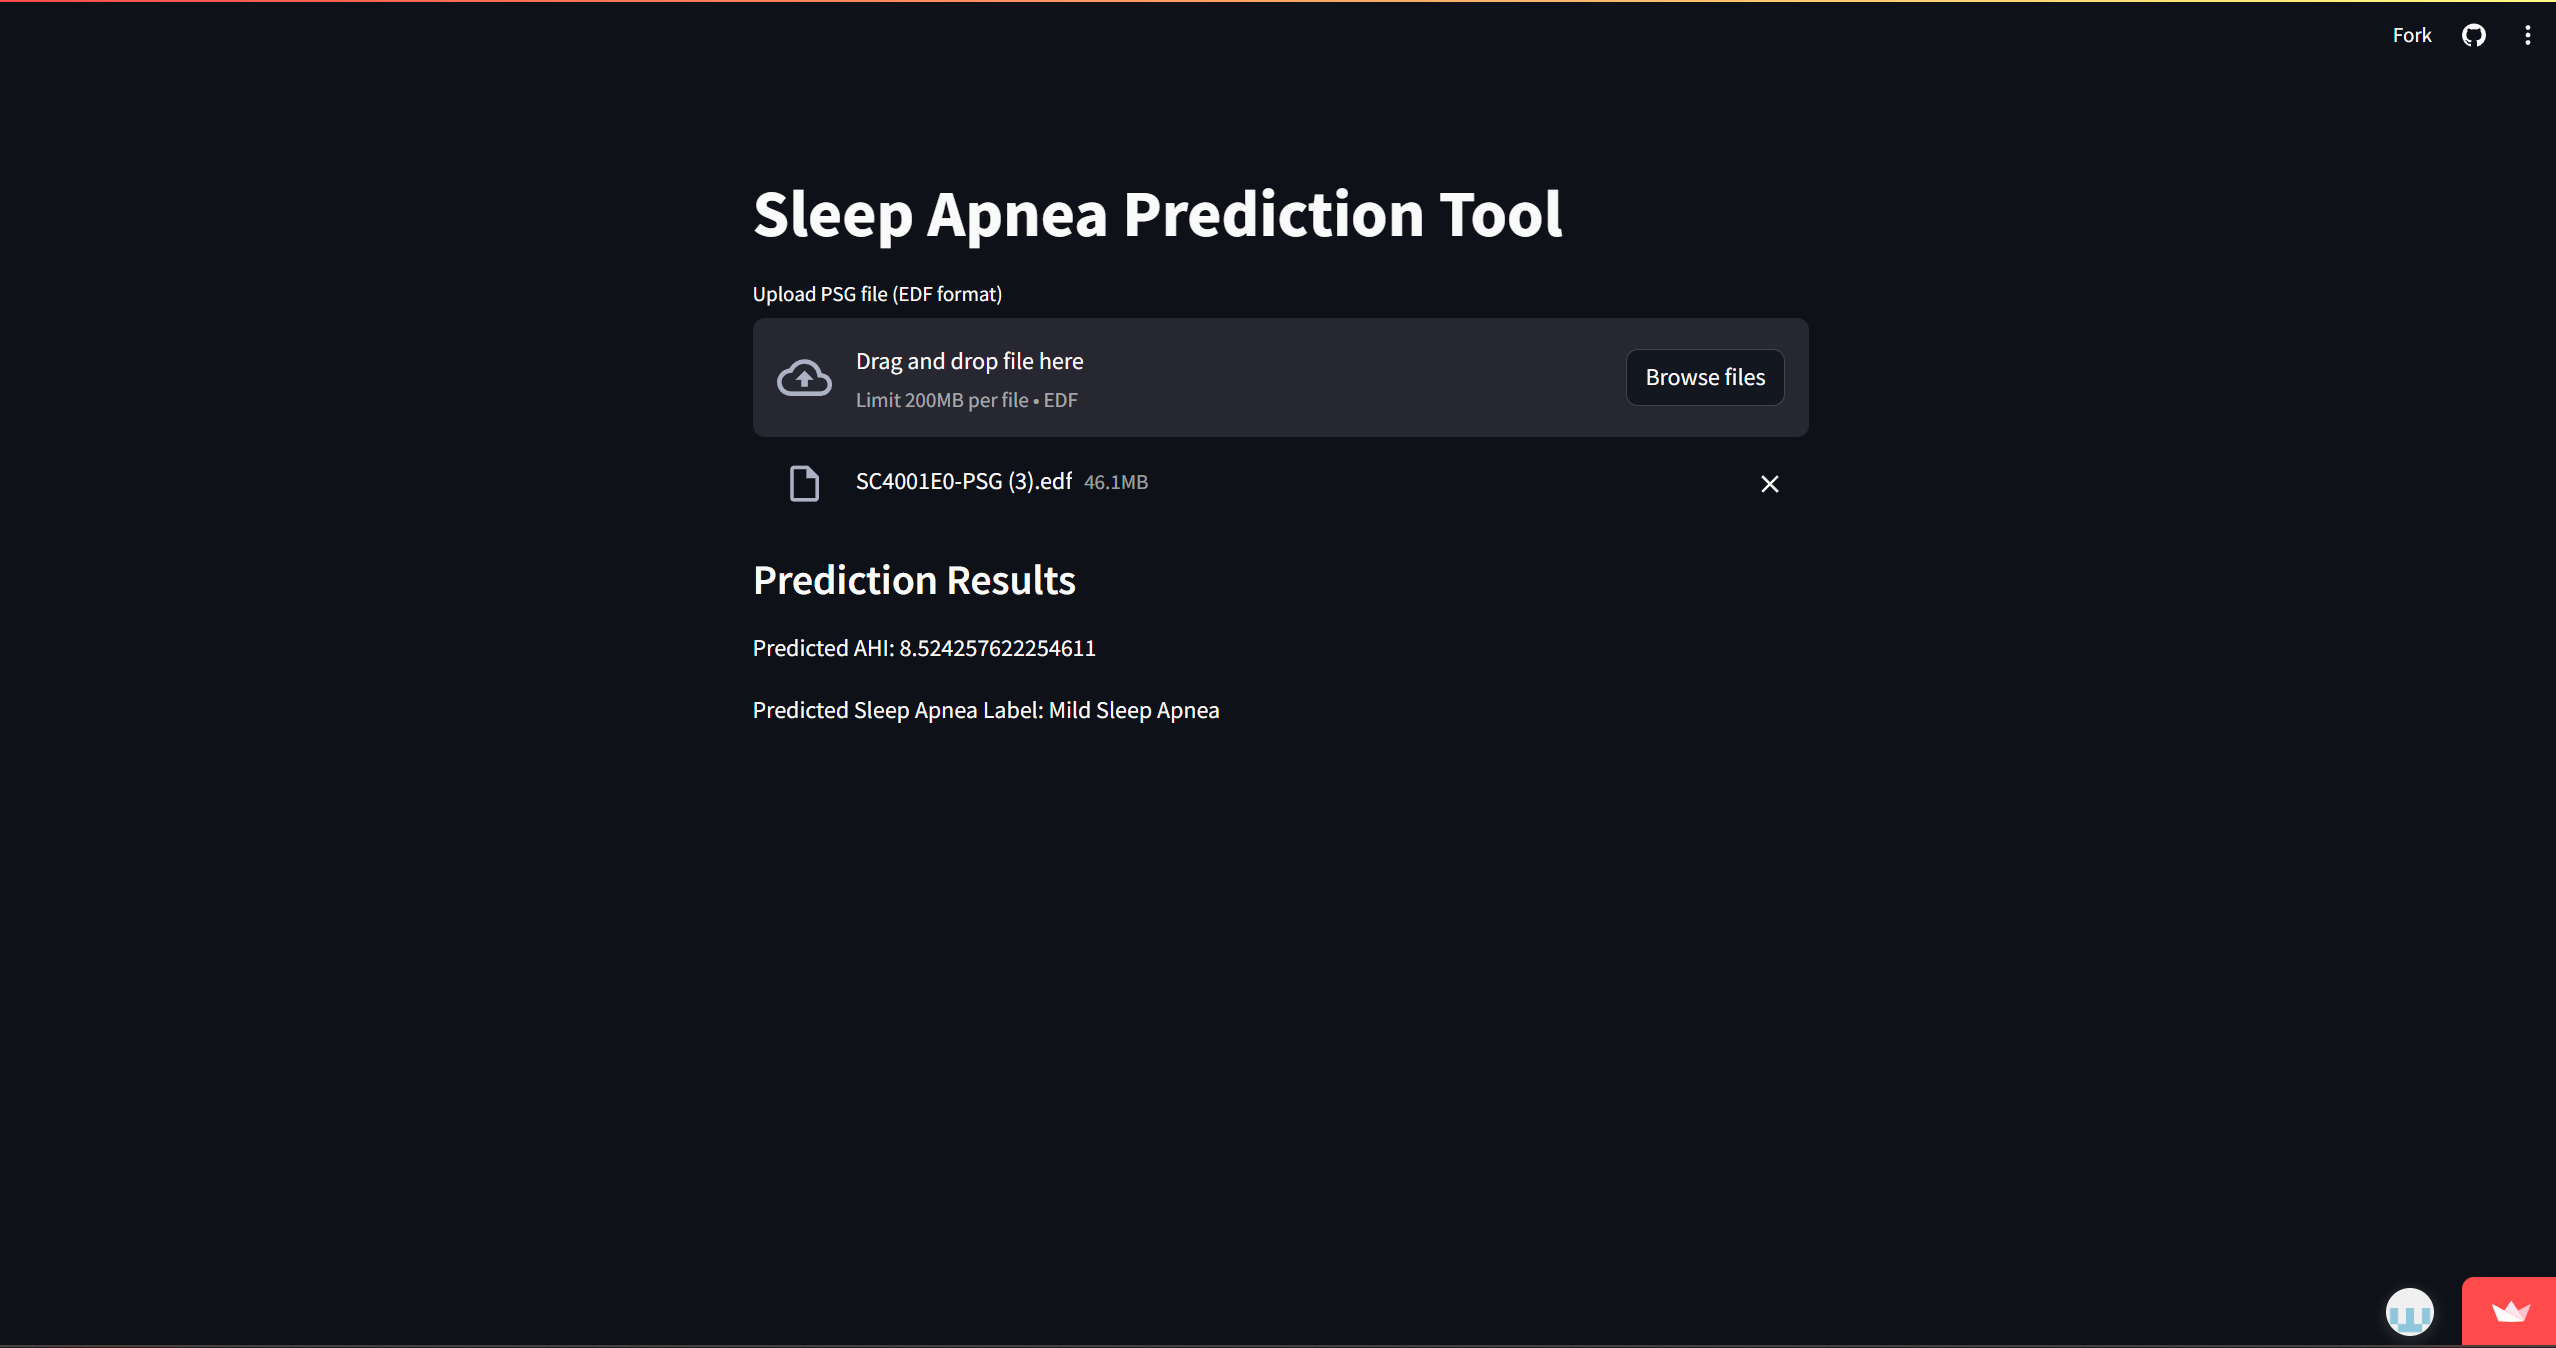 Fork
Sleep Apnea Prediction Tool
Upload PSG file (EDF format)
Drag and drop file here
Limit 200MB per file • EDF
Browse files
SC4001E0-PSG (3).edf 46.1MB
Prediction Results
Predicted AHI: 8.524257622254611
Predicted Sleep Apnea Label: Mild Sleep Apnea